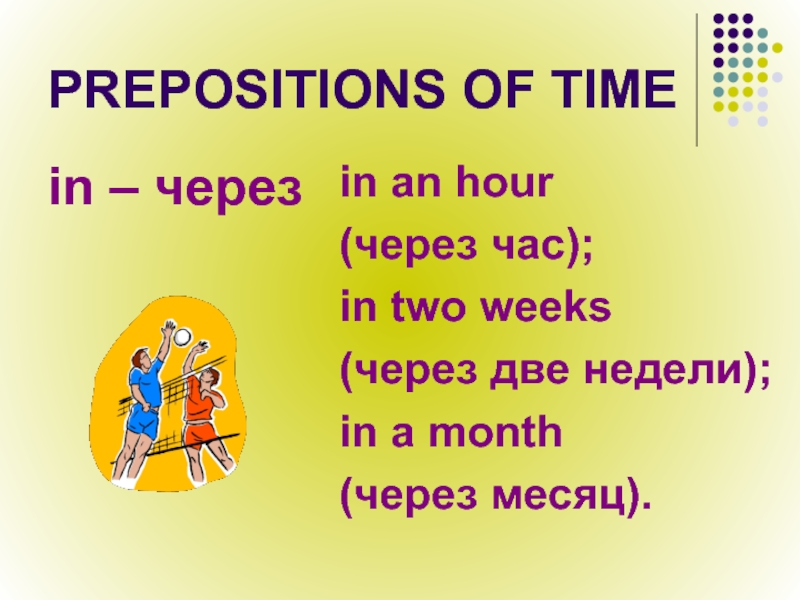 PREPOSITIONS OF TIME
in – через
in an hour
(через час);
in two weeks
(через две недели);
in a month
(через месяц).